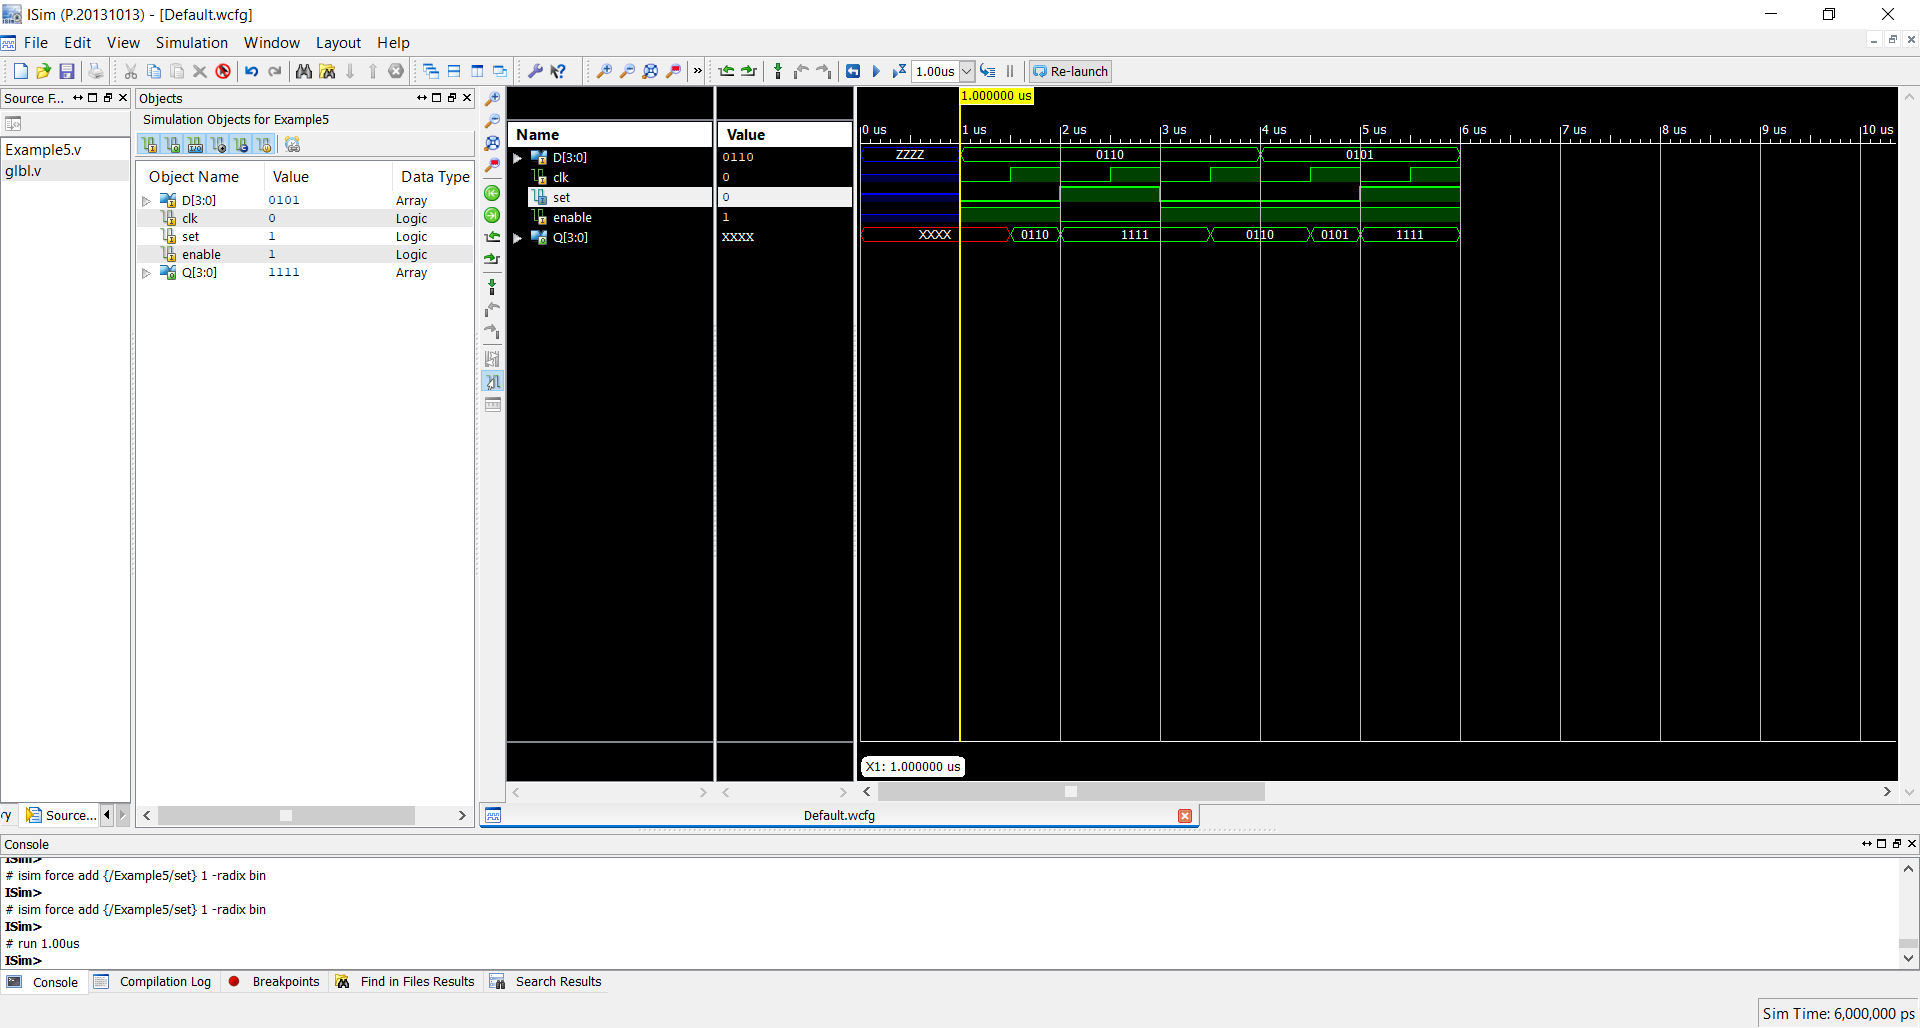 ISim (P.20131013) - [Default.wcfg]
File Edit View Simulation Window Layout Help
» 1.00us Re-launch
Source F...
Example5.v
glbl.v
Source...
Objects
Simulation Objects for Example5
Object Name Value Data Type
D[3:0] 0101 Array
clk 0 Logic
set 1 Logic
enable 1 Logic
Q[3:0] 1111 Array
Name Value
D[3:0] 0110
clk 0
set 0
enable 1
Q[3:0] XXXX
1.000000 us
0 us 1 us 2 us 3 us 4 us 5 us 6 us 7 us 8 us 9 us 10 us
ZZZZ 0110 0101
XXXX 0110 1111 0110 0101 1111
X1: 1.000000 us
Default.wcfg
Console
ISim>
# isim force add {/Example5/set} 1 -radix bin
ISim>
# isim force add {/Example5/set} 1 -radix bin
ISim>
# run 1.00us
ISim>
Console Compilation Log Breakpoints Find in Files Results Search Results
Sim Time: 6,000,000 ps